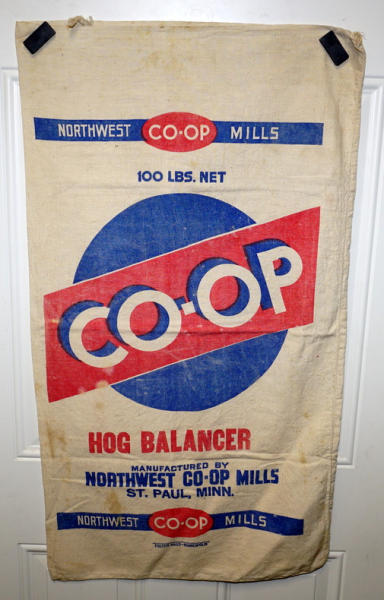 NORTHWEST CO-OP MILLS
100 LBS. NET
CO-OP
HOG BALANCER
MANUFACTURED BY
NORTHWEST CO-OP MILLS
ST. PAUL, MINN.
NORTHWEST CO-OP MILLS